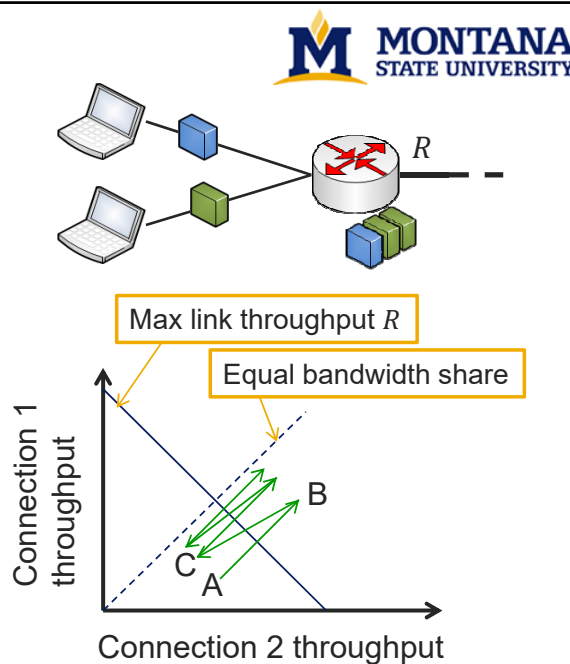 M MONTANA
STATE UNIVERSITY
R
Max link throughput R
Equal bandwidth share
Connection 1
throughput
B
C
A
Connection 2 throughput